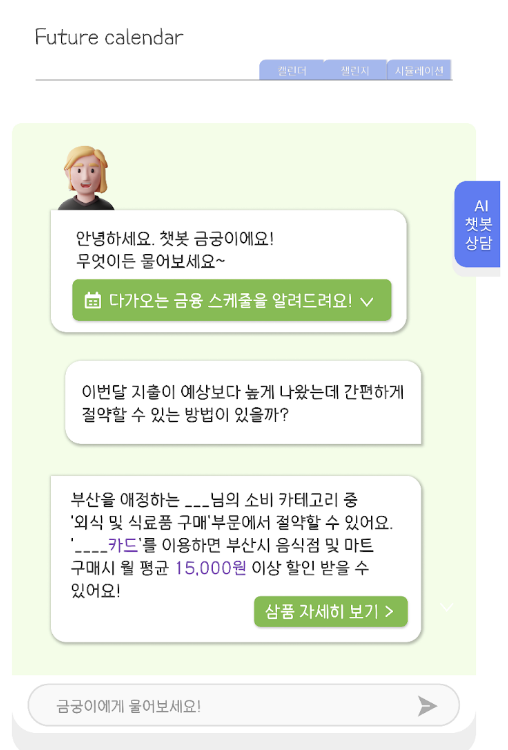 Future calendar
캘린더 챌린지 시뮬레이션
AI
챗봇
상담
안녕하세요. 챗봇 금궁이에요!
무엇이든 물어보세요~
다가오는 금융 스케줄을 알려드려요!
이번달 지출이 예상보다 높게 나왔는데 간편하게
절약할 수 있는 방법이 있을까?
부산을 애정하는 ___님의 소비 카테고리 중
'외식 및 식료품 구매'부문에서 절약할 수 있어요.
'____카드'를 이용하면 부산시 음식점 및 마트
구매시 월 평균 15,000원 이상 할인 받을 수
있어요!
상품 자세히 보기 >
금궁이에게 물어보세요!